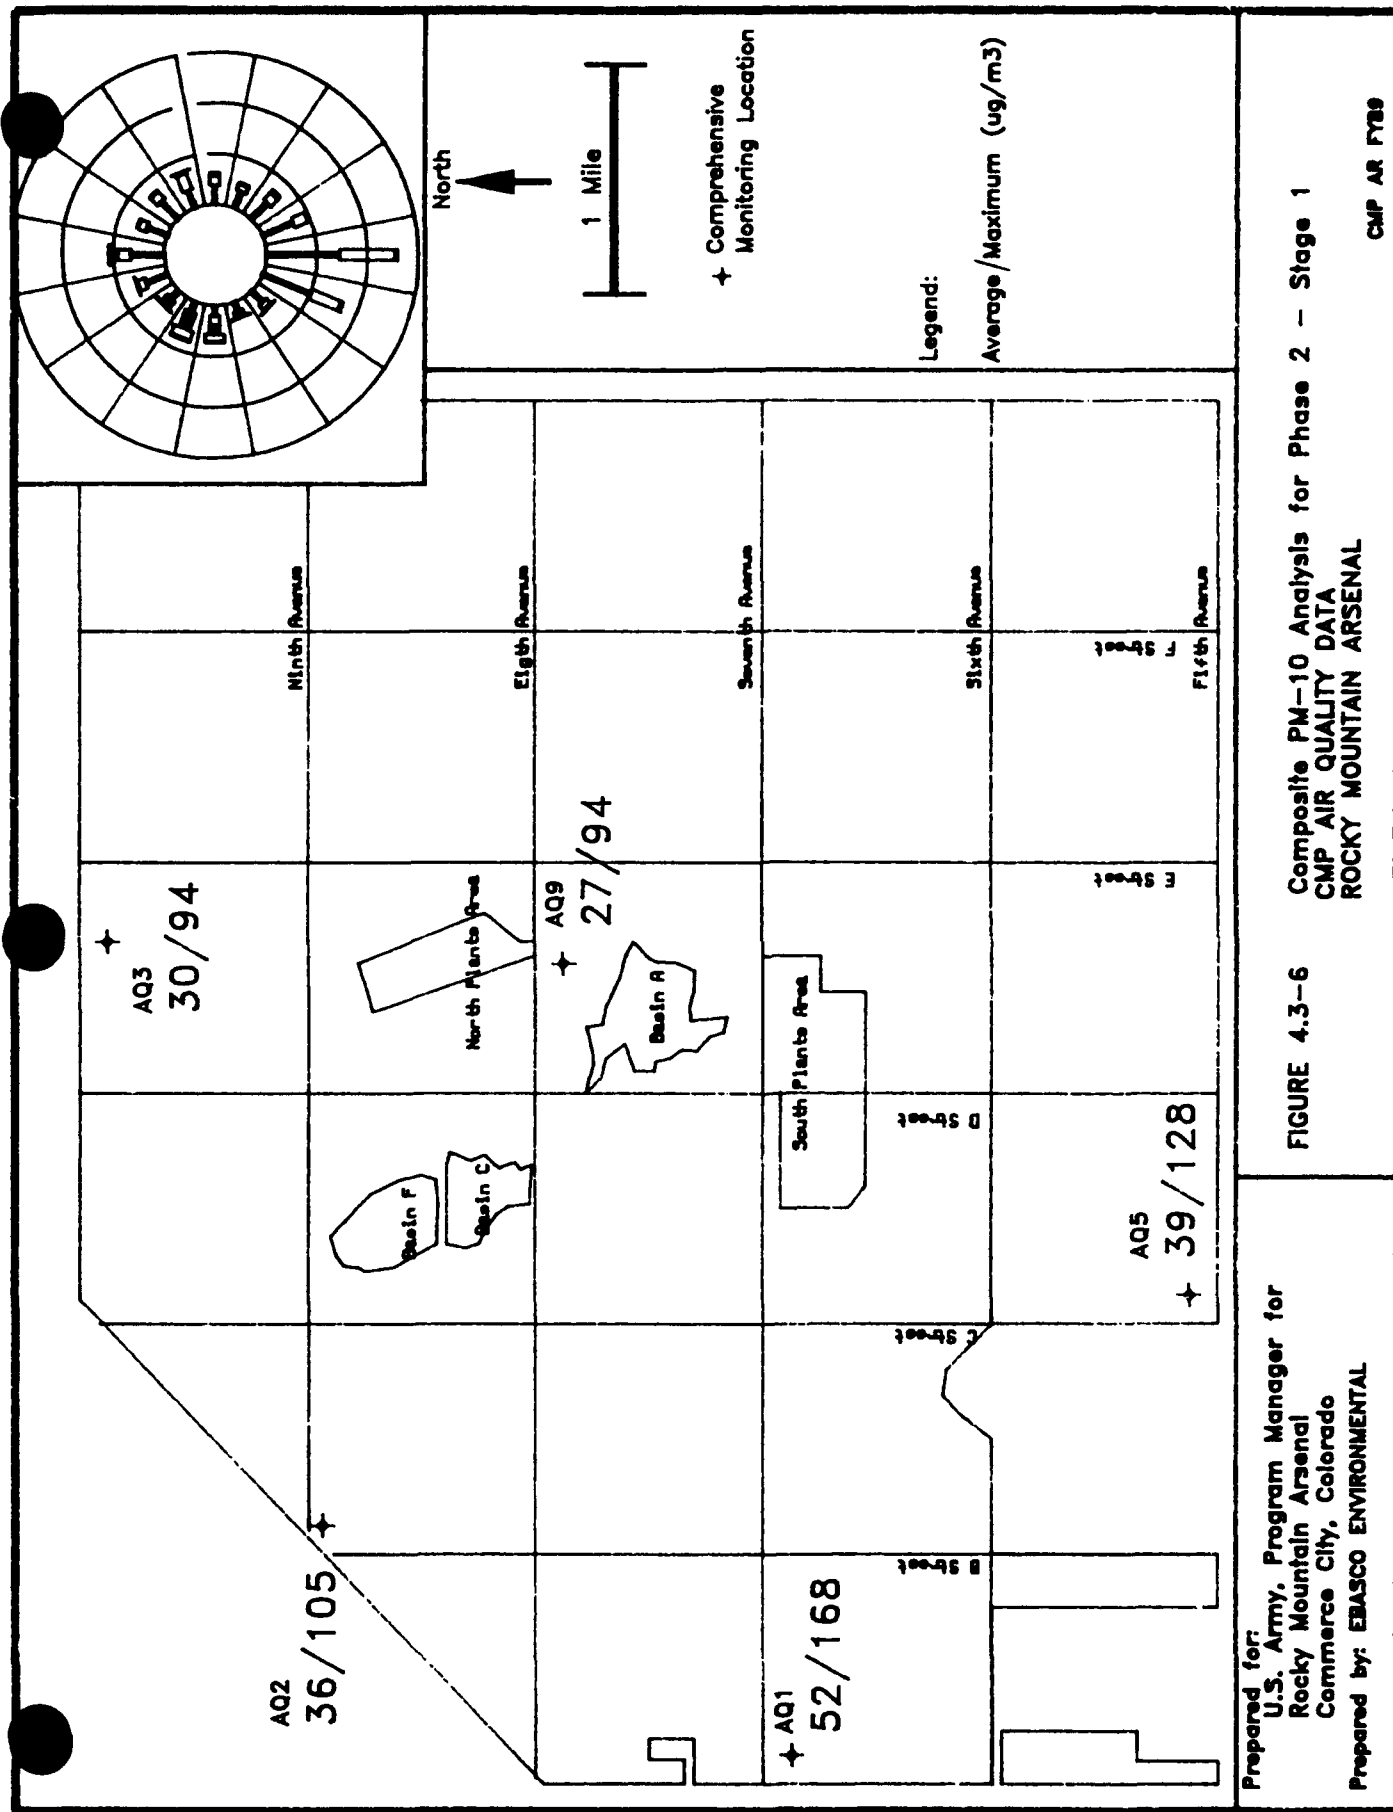 North
1 Mile
Comprehensive
Monitoring Location
Legend:
Average/Maximum (ug/m3)
AQ3
30/94
Ninth Avenue
AQ2
36/105
Basin F
Basin C
North Plants Area
Eigth Avenue
AQ9
27/94
Basin A
Seventh Avenue
South Plants Area
AQ1
52/168
B Street
C Street
D Street
E Street
F Street
Sixth Avenue
AQ5
39/128
Fifth Avenue
Prepared for:
U.S. Army, Program Manager for
Rocky Mountain Arsenal
Commerce City, Colorado
Prepared by: EBASCO ENVIRONMENTAL
FIGURE 4.3-6 Composite PM-10 Analysis for Phase 2 - Stage 1
CMP AIR QUALITY DATA
ROCKY MOUNTAIN ARSENAL
CMP AR FY89